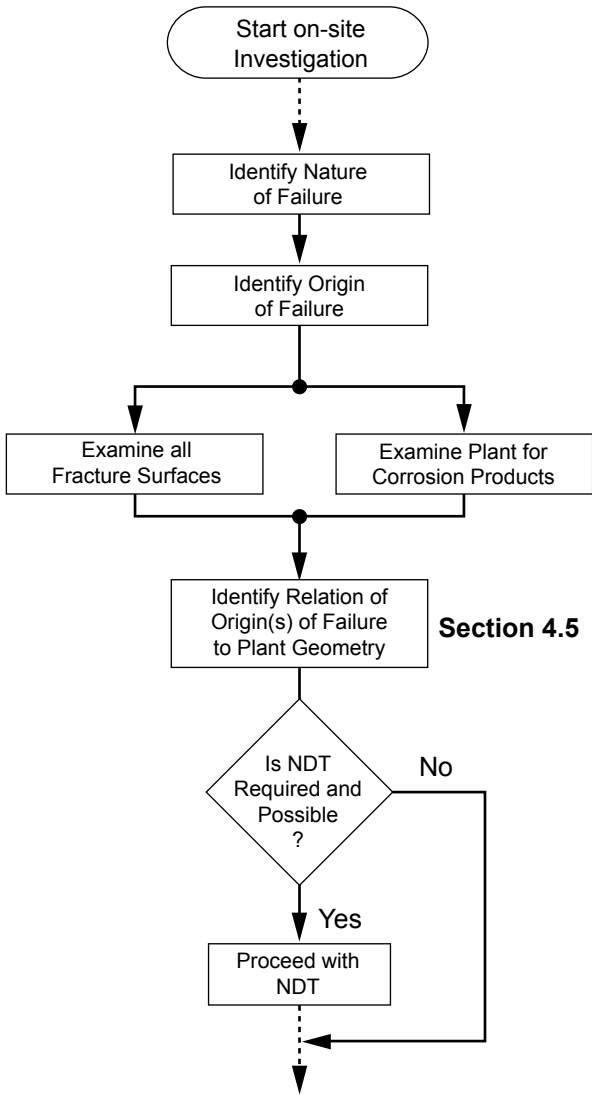 Start on-site
Investigation
Identify Nature
of Failure
Identify Origin
of Failure
Examine all
Fracture Surfaces
Examine Plant for
Corrosion Products
Identify Relation of
Origin(s) of Failure
to Plant Geometry
Section 4.5
Is NDT
Required and
Possible
?
No
Yes
Proceed with
NDT